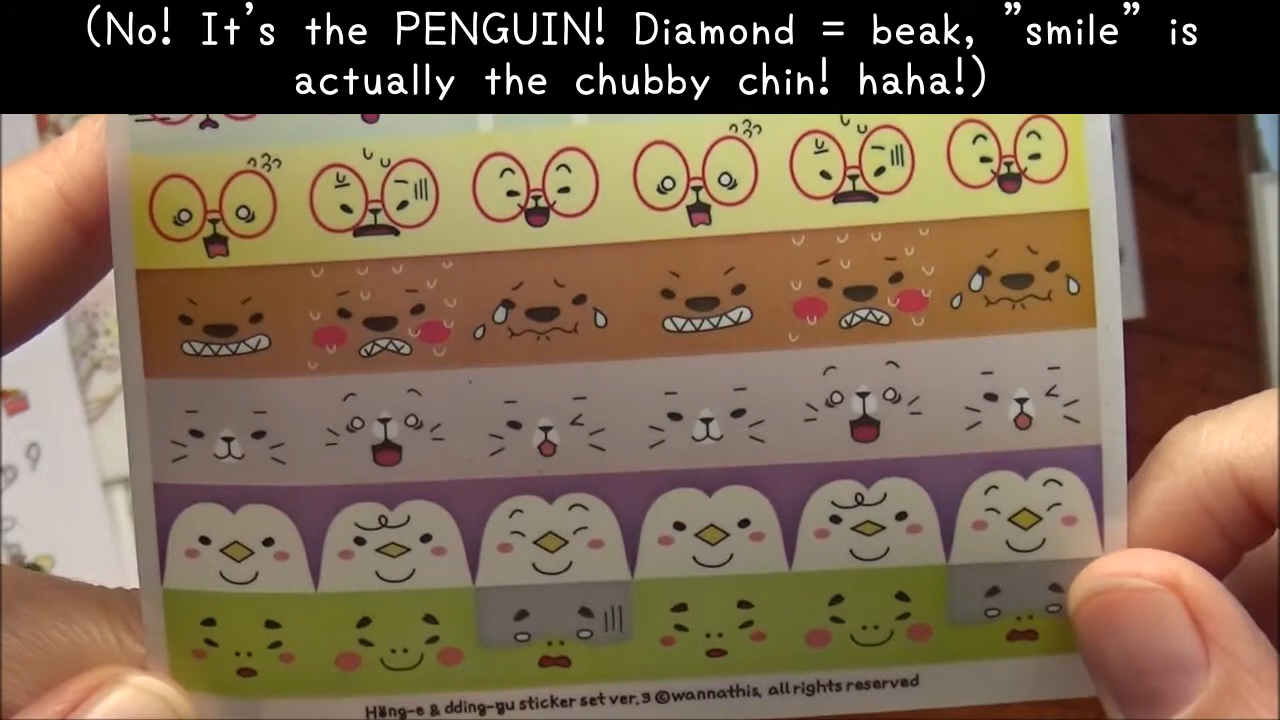 (No! It's the PENGUIN! Diamond = beak, "smile" is
actually the chubby chin! haha!)
Häng-e & dding-gu sticker set ver.3 ©wannathis, all rights reserved